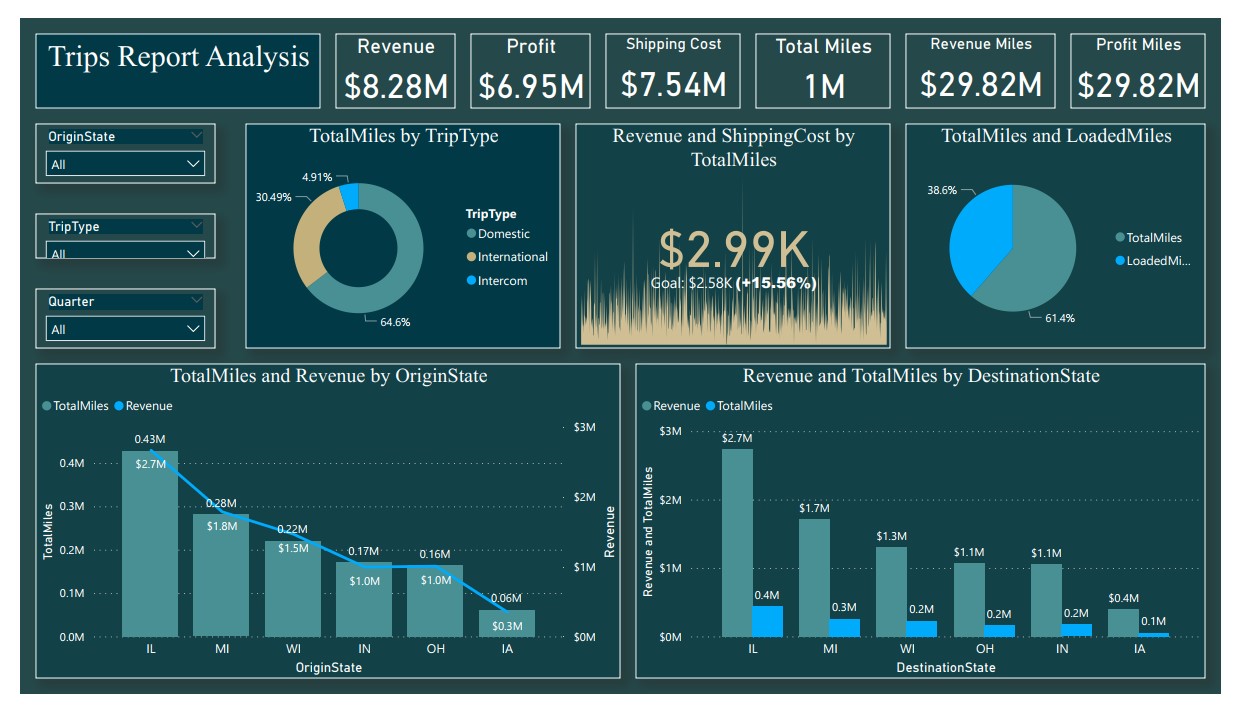 Trips Report Analysis
Revenue
$8.28M
Profit
$6.95M
Shipping Cost
$7.54M
Total Miles
1M
Revenue Miles
$29.82M
Profit Miles
$29.82M
OriginState
All
TripType
All
Quarter
All
TotalMiles by TripType
4.91%
30.49%
64.6%
TripType
Domestic
International
Intercom
Revenue and ShippingCost by
TotalMiles
$2.99K
Goal: $2.58K (+15.56%)
TotalMiles and LoadedMiles
38.6%
61.4%
TotalMiles
LoadedMi...
TotalMiles and Revenue by OriginState
TotalMiles Revenue
TotalMiles
0.4M
0.3M
0.2M
0.1M
0.0M
0.43M
$2.7M
0.28M
$1.8M
0.22M
$1.5M
0.17M
$1.0M
0.16M
$1.0M
0.06M
$0.3M
$3M
$2M
$1M
$0M
Revenue
IL MI WI IN OH IA
OriginState
Revenue and TotalMiles by DestinationState
Revenue TotalMiles
Revenue and TotalMiles
$3M
$2M
$1M
$0M
$2.7M
0.4M
$1.7M
0.3M
$1.3M
0.2M
$1.1M
0.2M
$1.1M
0.2M
$0.4M
0.1M
IL MI WI OH IN IA
DestinationState